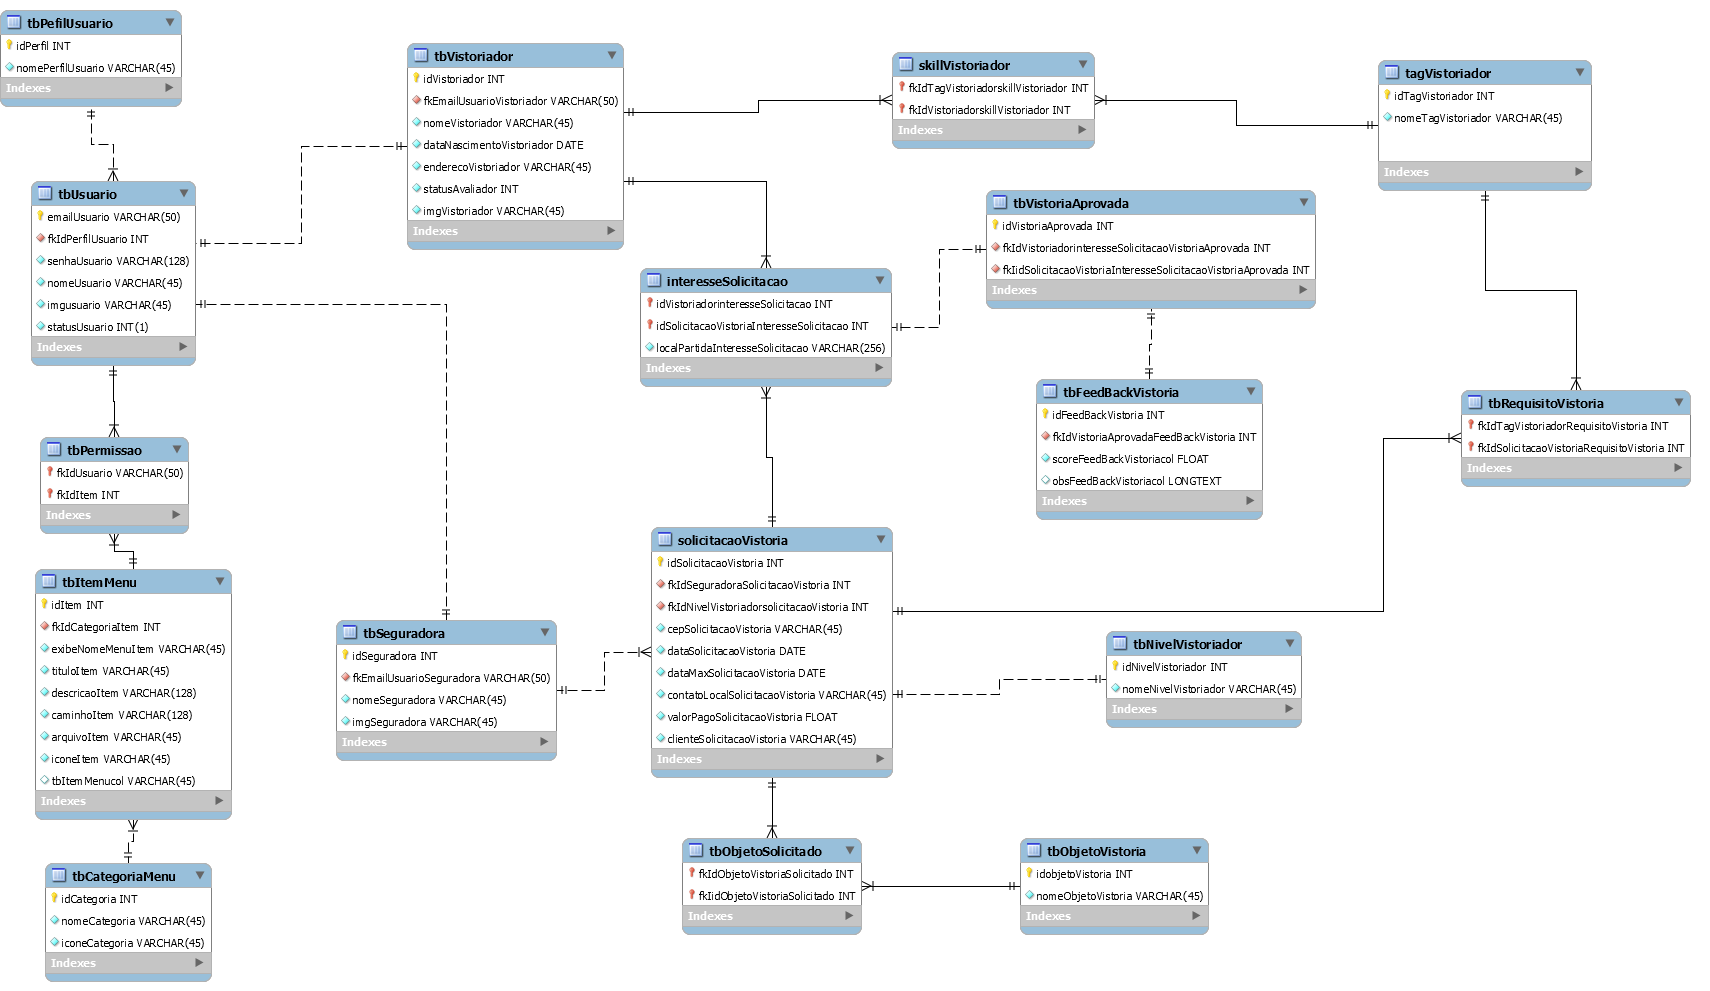 tbPefilUsuario
idPerfil INT
nomePerfilUsuario VARCHAR(45)
Indexes
tbUsuario
emailUsuario VARCHAR(50)
fkIdPerfilUsuario INT
senhaUsuario VARCHAR(128)
nomeUsuario VARCHAR(45)
imgusuario VARCHAR(45)
statusUsuario INT(1)
Indexes
tbPermissao
fkIdUsuario VARCHAR(50)
fkIdItem INT
Indexes
tbItemMenu
idItem INT
fkIdCategoriaItem INT
exibeNomeMenuItem VARCHAR(45)
tituloItem VARCHAR(45)
descricaoItem VARCHAR(128)
caminhoItem VARCHAR(128)
arquivoItem VARCHAR(45)
iconeItem VARCHAR(45)
tbItemMenucol VARCHAR(45)
Indexes
tbCategoriaMenu
idCategoria INT
nomeCategoria VARCHAR(45)
iconeCategoria VARCHAR(45)
Indexes
tbVistoriador
idVistoriador INT
fkEmailUsuarioVistoriador VARCHAR(50)
nomeVistoriador VARCHAR(45)
dataNascimentoVistoriador DATE
enderecoVistoriador VARCHAR(45)
statusAvaliador INT
imgVistoriador VARCHAR(45)
Indexes
tbSeguradora
idSeguradora INT
fkEmailUsuarioSeguradora VARCHAR(50)
nomeSeguradora VARCHAR(45)
imgSeguradora VARCHAR(45)
Indexes
interesseSolicitacao
idVistoriadorinteresseSolicitacao INT
idSolicitacaoVistoriaInteresseSolicitacao INT
localPartidaInteresseSolicitacao VARCHAR(256)
Indexes
solicitacaoVistoria
idSolicitacaoVistoria INT
fkIdSeguradoraSolicitacaoVistoria INT
fkIdNivelVistoriadorsolicitacaoVistoria INT
cepSolicitacaoVistoria VARCHAR(45)
dataSolicitacaoVistoria DATE
dataMaxSolicitacaoVistoria DATE
contatoLocalSolicitacaoVistoria VARCHAR(45)
valorPagoSolicitacaoVistoria FLOAT
clienteSolicitacaoVistoria VARCHAR(45)
Indexes
tbObjetoSolicitado
fkIdObjetoVistoriaSolicitado INT
fkIidObjetoVistoriaSolicitado INT
Indexes
skillVistoriador
fkIdTagVistoriadorskillVistoriador INT
fkIdVistoriadorskillVistoriador INT
Indexes
tbVistoriaAprovada
idVistoriaAprovada INT
fkIdVistoriadorinteresseSolicitacaoVistoriaAprovada INT
fkIidSolicitacaoVistoriaInteresseSolicitacaoVistoriaAprovada INT
Indexes
tbFeedBackVistoria
idFeedBackVistoria INT
fkIdVistoriaAprovadaFeedBackVistoria INT
scoreFeedBackVistoriacol FLOAT
obsFeedBackVistoriacol LONGTEXT
Indexes
tbNivelVistoriador
idNivelVistoriador INT
nomeNivelVistoriador VARCHAR(45)
Indexes
tbObjetoVistoria
idobjetoVistoria INT
nomeObjetoVistoria VARCHAR(45)
Indexes
tagVistoriador
idTagVistoriador INT
nomeTagVistoriador VARCHAR(45)
Indexes
tbRequisitoVistoria
fkIdTagVistoriadorRequisitoVistoria INT
fkIdSolicitacaoVistoriaRequisitoVistoria INT
Indexes